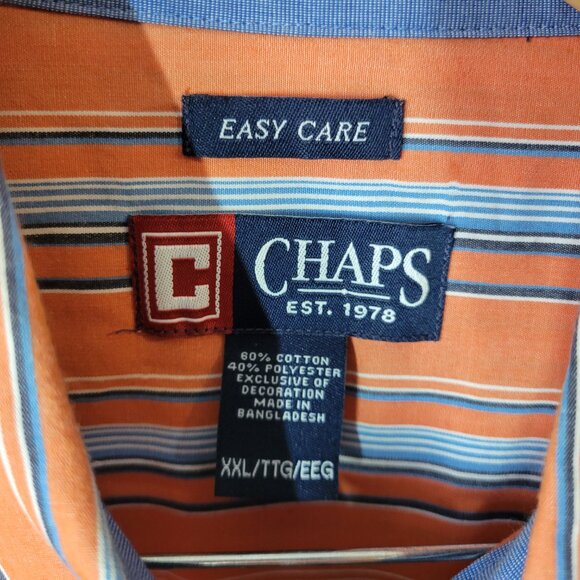 EASY CARE
C
CHAPS
EST. 1978
60% COTTON
40% POLYESTER
EXCLUSIVE OF
DECORATION
MADE IN
BANGLADESH
XXL/TTG/EEG